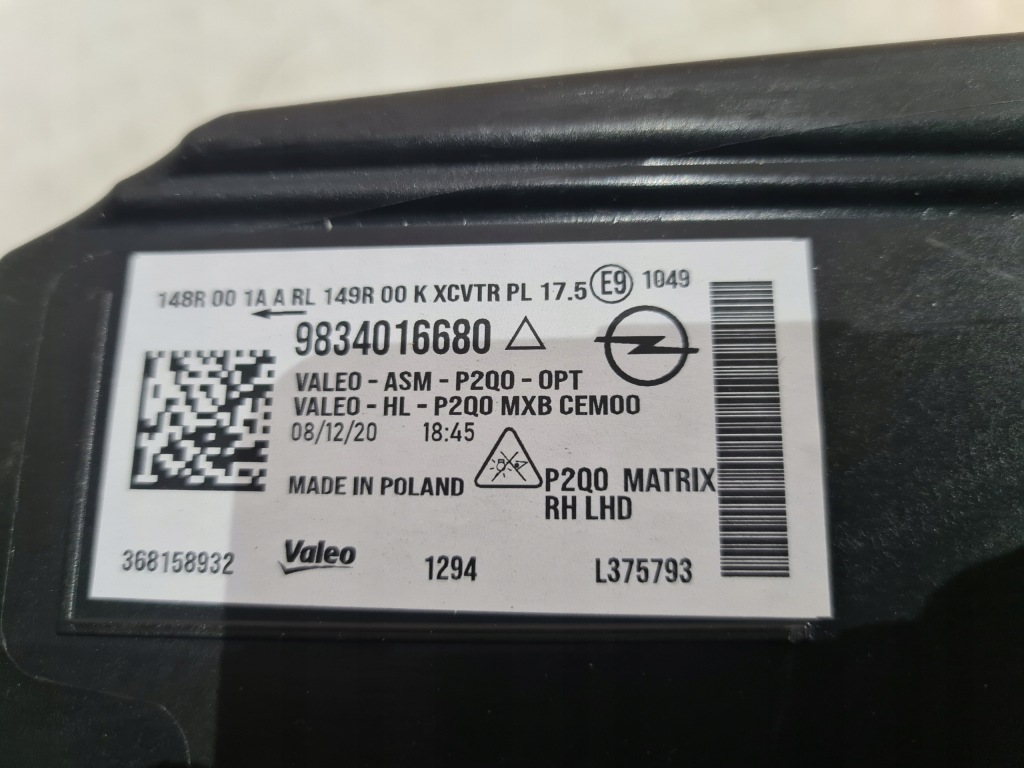 148R 00 1A A RL 149R 00 K XCVTR PL 17.5 E9 1049
9834016680
VALEO - ASM - P2Q0 - OPT
VALEO - HL - P2Q0 MXB CEM00
08/12/20 18:45
MADE IN POLAND
P2Q0 MATRIX
RH LHD
368158932 Valeo 1294 L375793